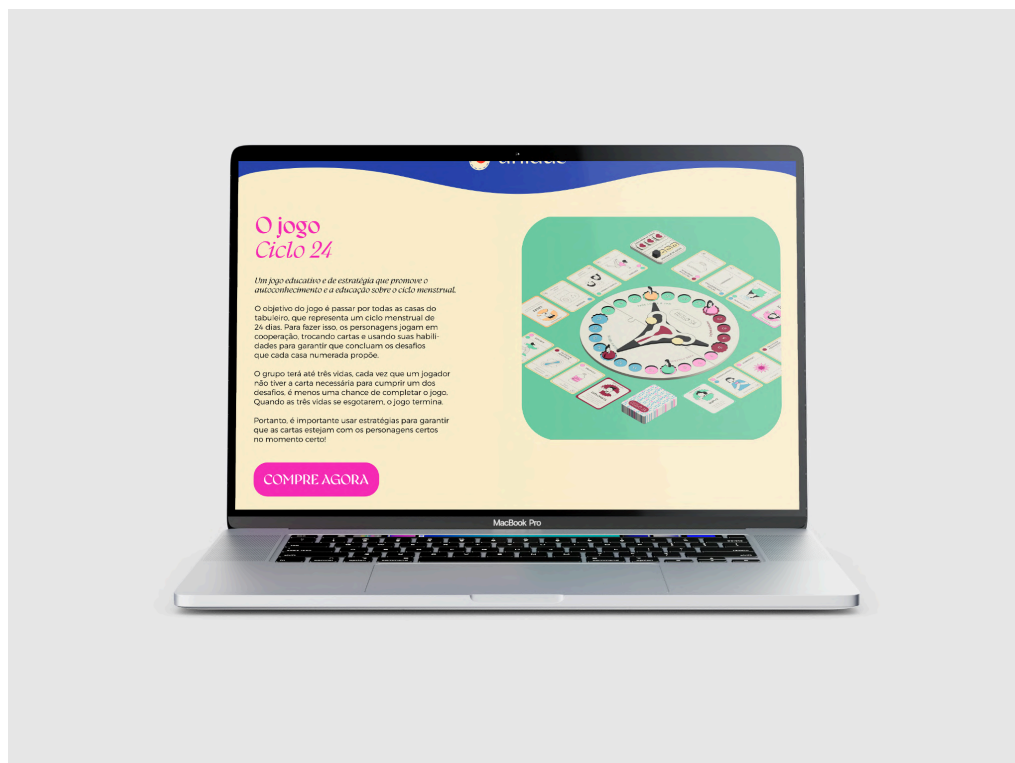 O jogo
Ciclo 24
Um jogo educativo e de estratégia que promove o
autoconhecimento e a educação sobre o ciclo menstrual.
O objetivo do jogo é passar por todas as casas do
tabuleiro, que representa um ciclo menstrual de
24 dias. Para fazer isso, os personagens jogam em
cooperação, trocando cartas e usando suas habili-
dades para garantir que concluam os desafios
que cada casa numerada propõe.
O grupo terá até três vidas, cada vez que um jogador
não tiver a carta necessária para cumprir um dos
desafios, é menos uma chance de completar o jogo.
Quando as três vidas se esgotarem, o jogo termina.
Portanto, é importante usar estratégias para garantir
que as cartas estejam com os personagens certos
no momento certo!
COMPRE AGORA
MacBook Pro